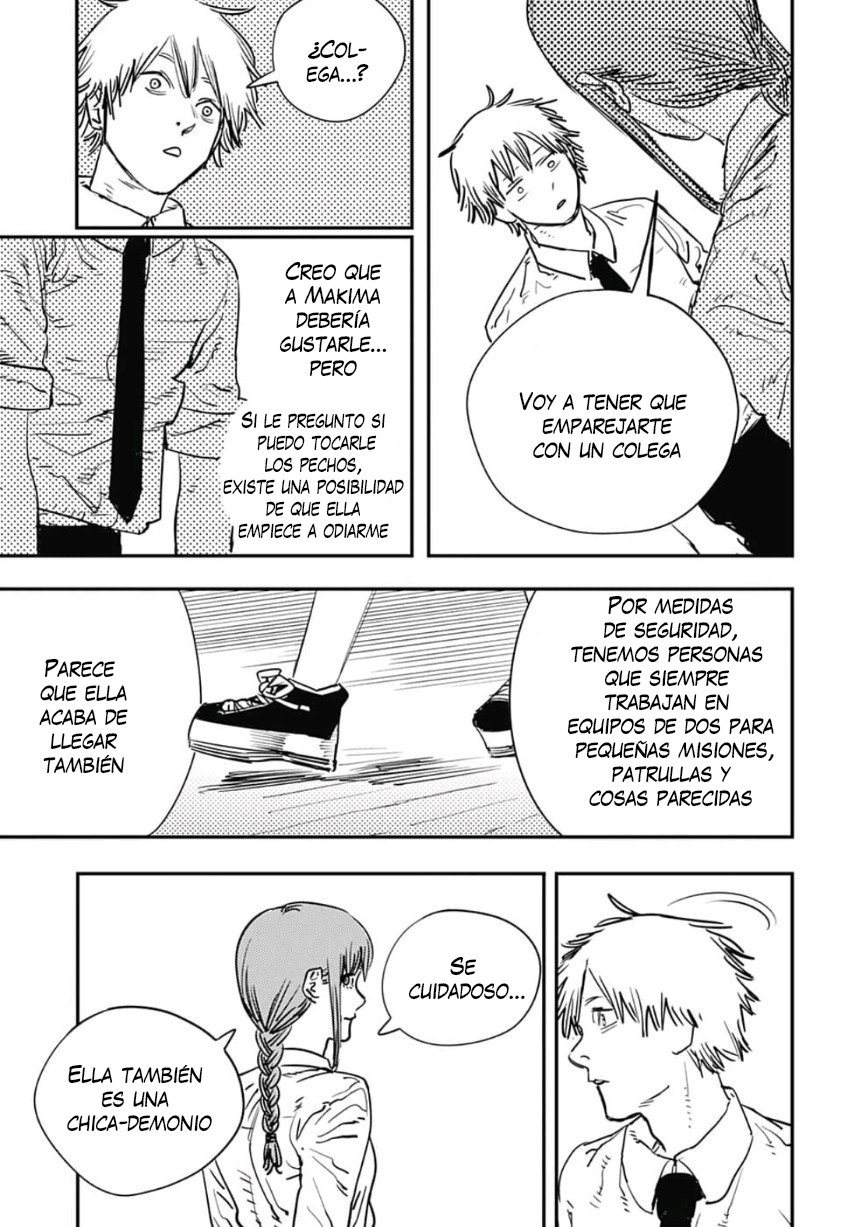 Voy a tener que
emparejarte
con un colega
¿Col-
ega...?
Creo que
a Makima
debería
gustarle...
pero
Si le pregunto si
puedo tocarle
los pechos,
existe una posibilidad
de que ella
empiece a odiarme
Por medidas
de seguridad,
tenemos personas
que siempre
trabajan en
equipos de dos para
pequeñas misiones,
patrullas y
cosas parecidas
Parece
que ella
acaba de
llegar
también
Se
cuidadoso...
Ella también
es una
chica-demonio